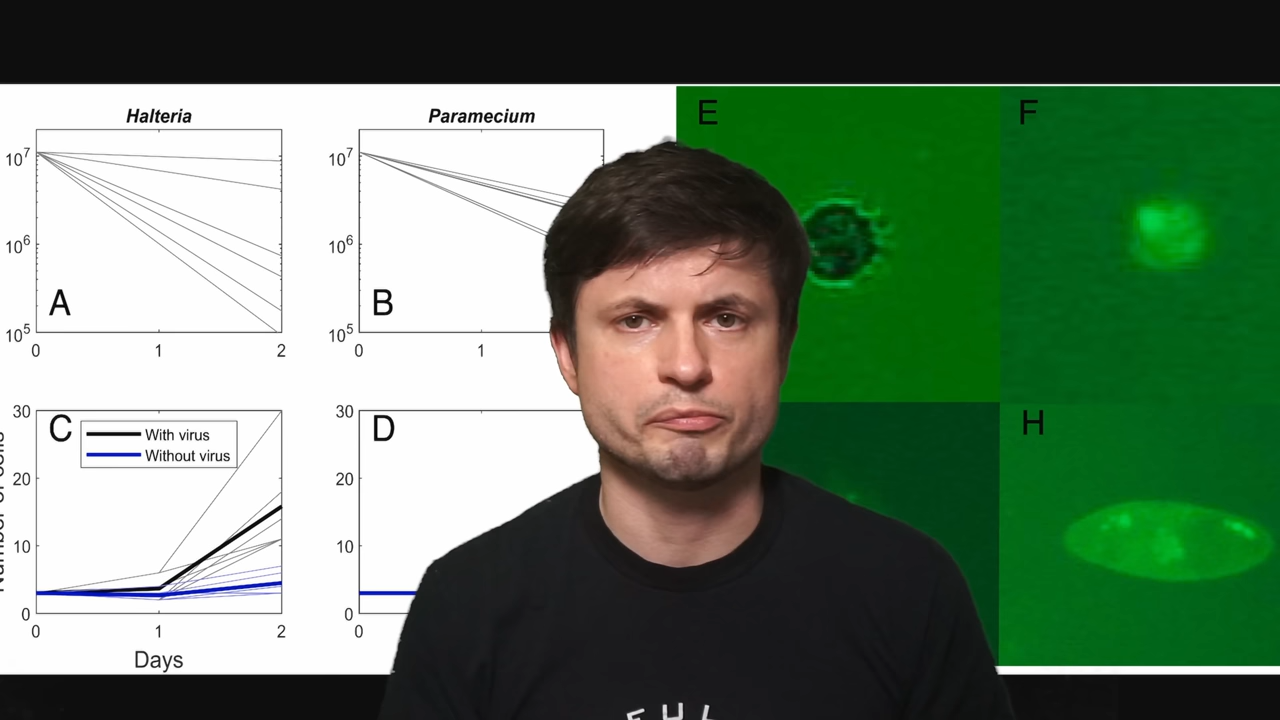 Halteria
Paramecium
E
F
10⁷
10⁷
10⁶
10⁶
A
B
10⁵
10⁵
0 1 2
0 1
30
30
C
D
H
With virus
Without virus
20
20
10
10
0
0
0 1 2
0
Days